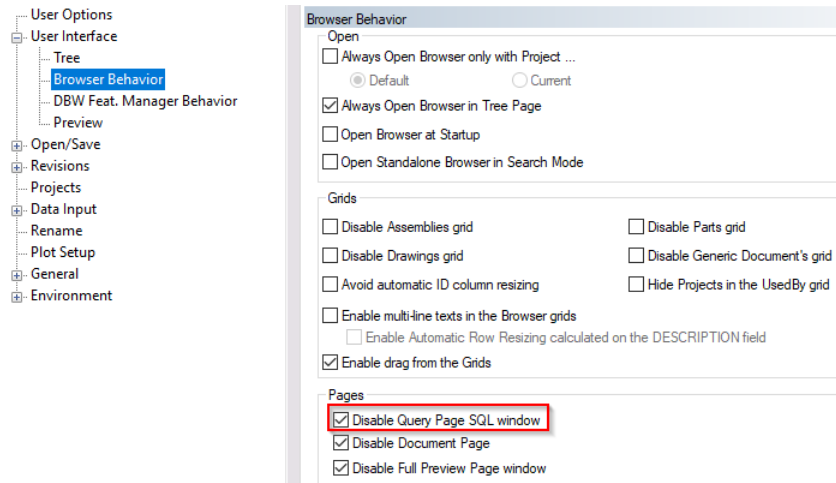 User Options
User Interface
Tree
Browser Behavior
DBW Feat. Manager Behavior
Preview
Open/Save
Revisions
Projects
Data Input
Rename
Plot Setup
General
Environment
Browser Behavior
Open
Always Open Browser only with Project ...
Default Current
Always Open Browser in Tree Page
Open Browser at Startup
Open Standalone Browser in Search Mode
Grids
Disable Assemblies grid Disable Parts grid
Disable Drawings grid Disable Generic Document's grid
Avoid automatic ID column resizing Hide Projects in the UsedBy grid
Enable multi-line texts in the Browser grids
Enable Automatic Row Resizing calculated on the DESCRIPTION field
Enable drag from the Grids
Pages
Disable Query Page SQL window
Disable Document Page
Disable Full Preview Page window